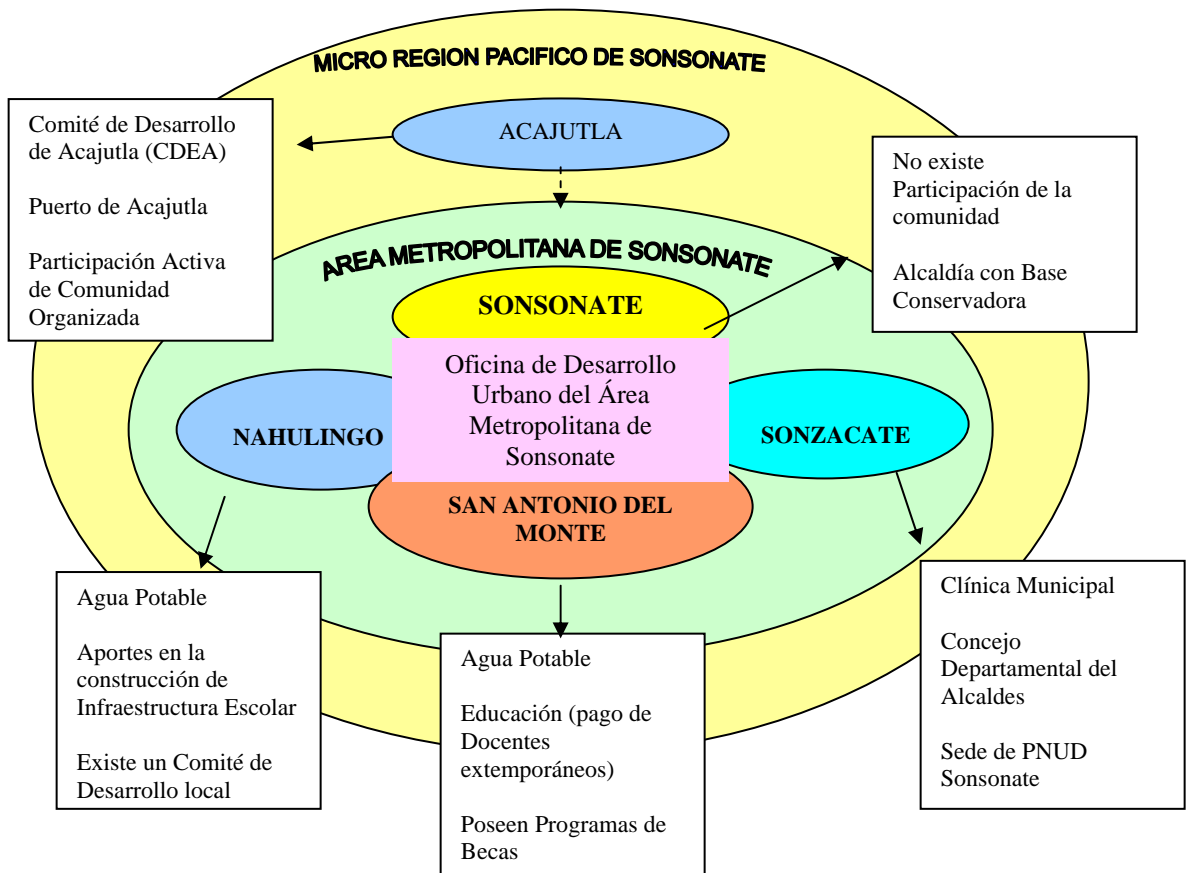 MICRO REGION PACIFICO DE SONSONATE
ACAJUTLA
Comité de Desarrollo
de Acajutla (CDEA)
Puerto de Acajutla
Participación Activa
de Comunidad
Organizada
No existe
Participación de la
comunidad
Alcaldía con Base
Conservadora
AREA METROPOLITANA DE SONSONATE
SONSONATE
Oficina de Desarrollo
Urbano del Área
Metropolitana de
Sonsonate
NAHULINGO
SONZACATE
SAN ANTONIO DEL
MONTE
Agua Potable
Aportes en la
construcción de
Infraestructura Escolar
Existe un Comité de
Desarrollo local
Agua Potable
Educación (pago de
Docentes
extemporáneos)
Poseen Programas de
Becas
Clínica Municipal
Concejo
Departamental del
Alcaldes
Sede de PNUD
Sonsonate